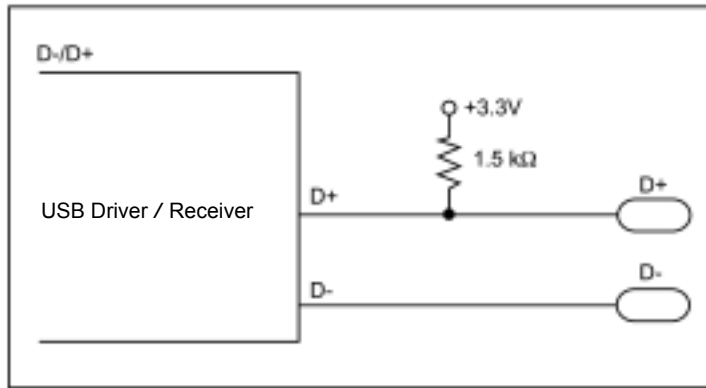 D-/D+
+3.3V
1.5 kΩ
D+
D+
USB Driver / Receiver
D-
D-